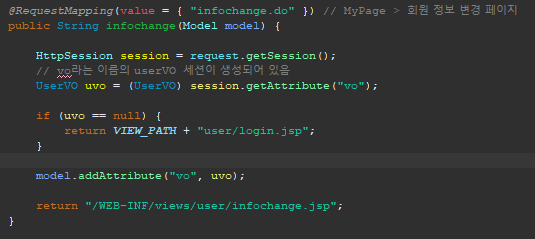 @RequestMapping(value = { "infochange.do" }) // MyPage > 회원 정보 변경 페이지
public String infochange(Model model) {
HttpSession session = request.getSession();
// vo라는 이름의 userVO 세션이 생성되어 있음
UserVO uvo = (UserVO) session.getAttribute("vo");
if (uvo == null) {
return VIEW_PATH + "user/login.jsp";
}
model.addAttribute("vo", uvo);
return "/WEB-INF/views/user/infochange.jsp";
}